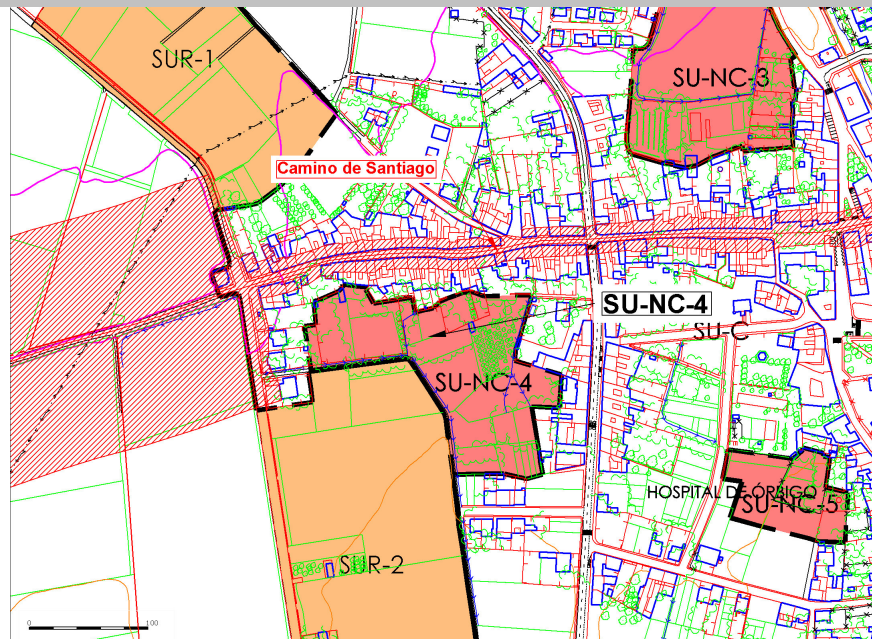 SUR-1
SU-NC-3
Camino de Santiago
SU-NC-4
SU-C
SU-NC-4
HOSPITAL DE ÓRBIGO
SU-NC-5
SUR-2
0 100